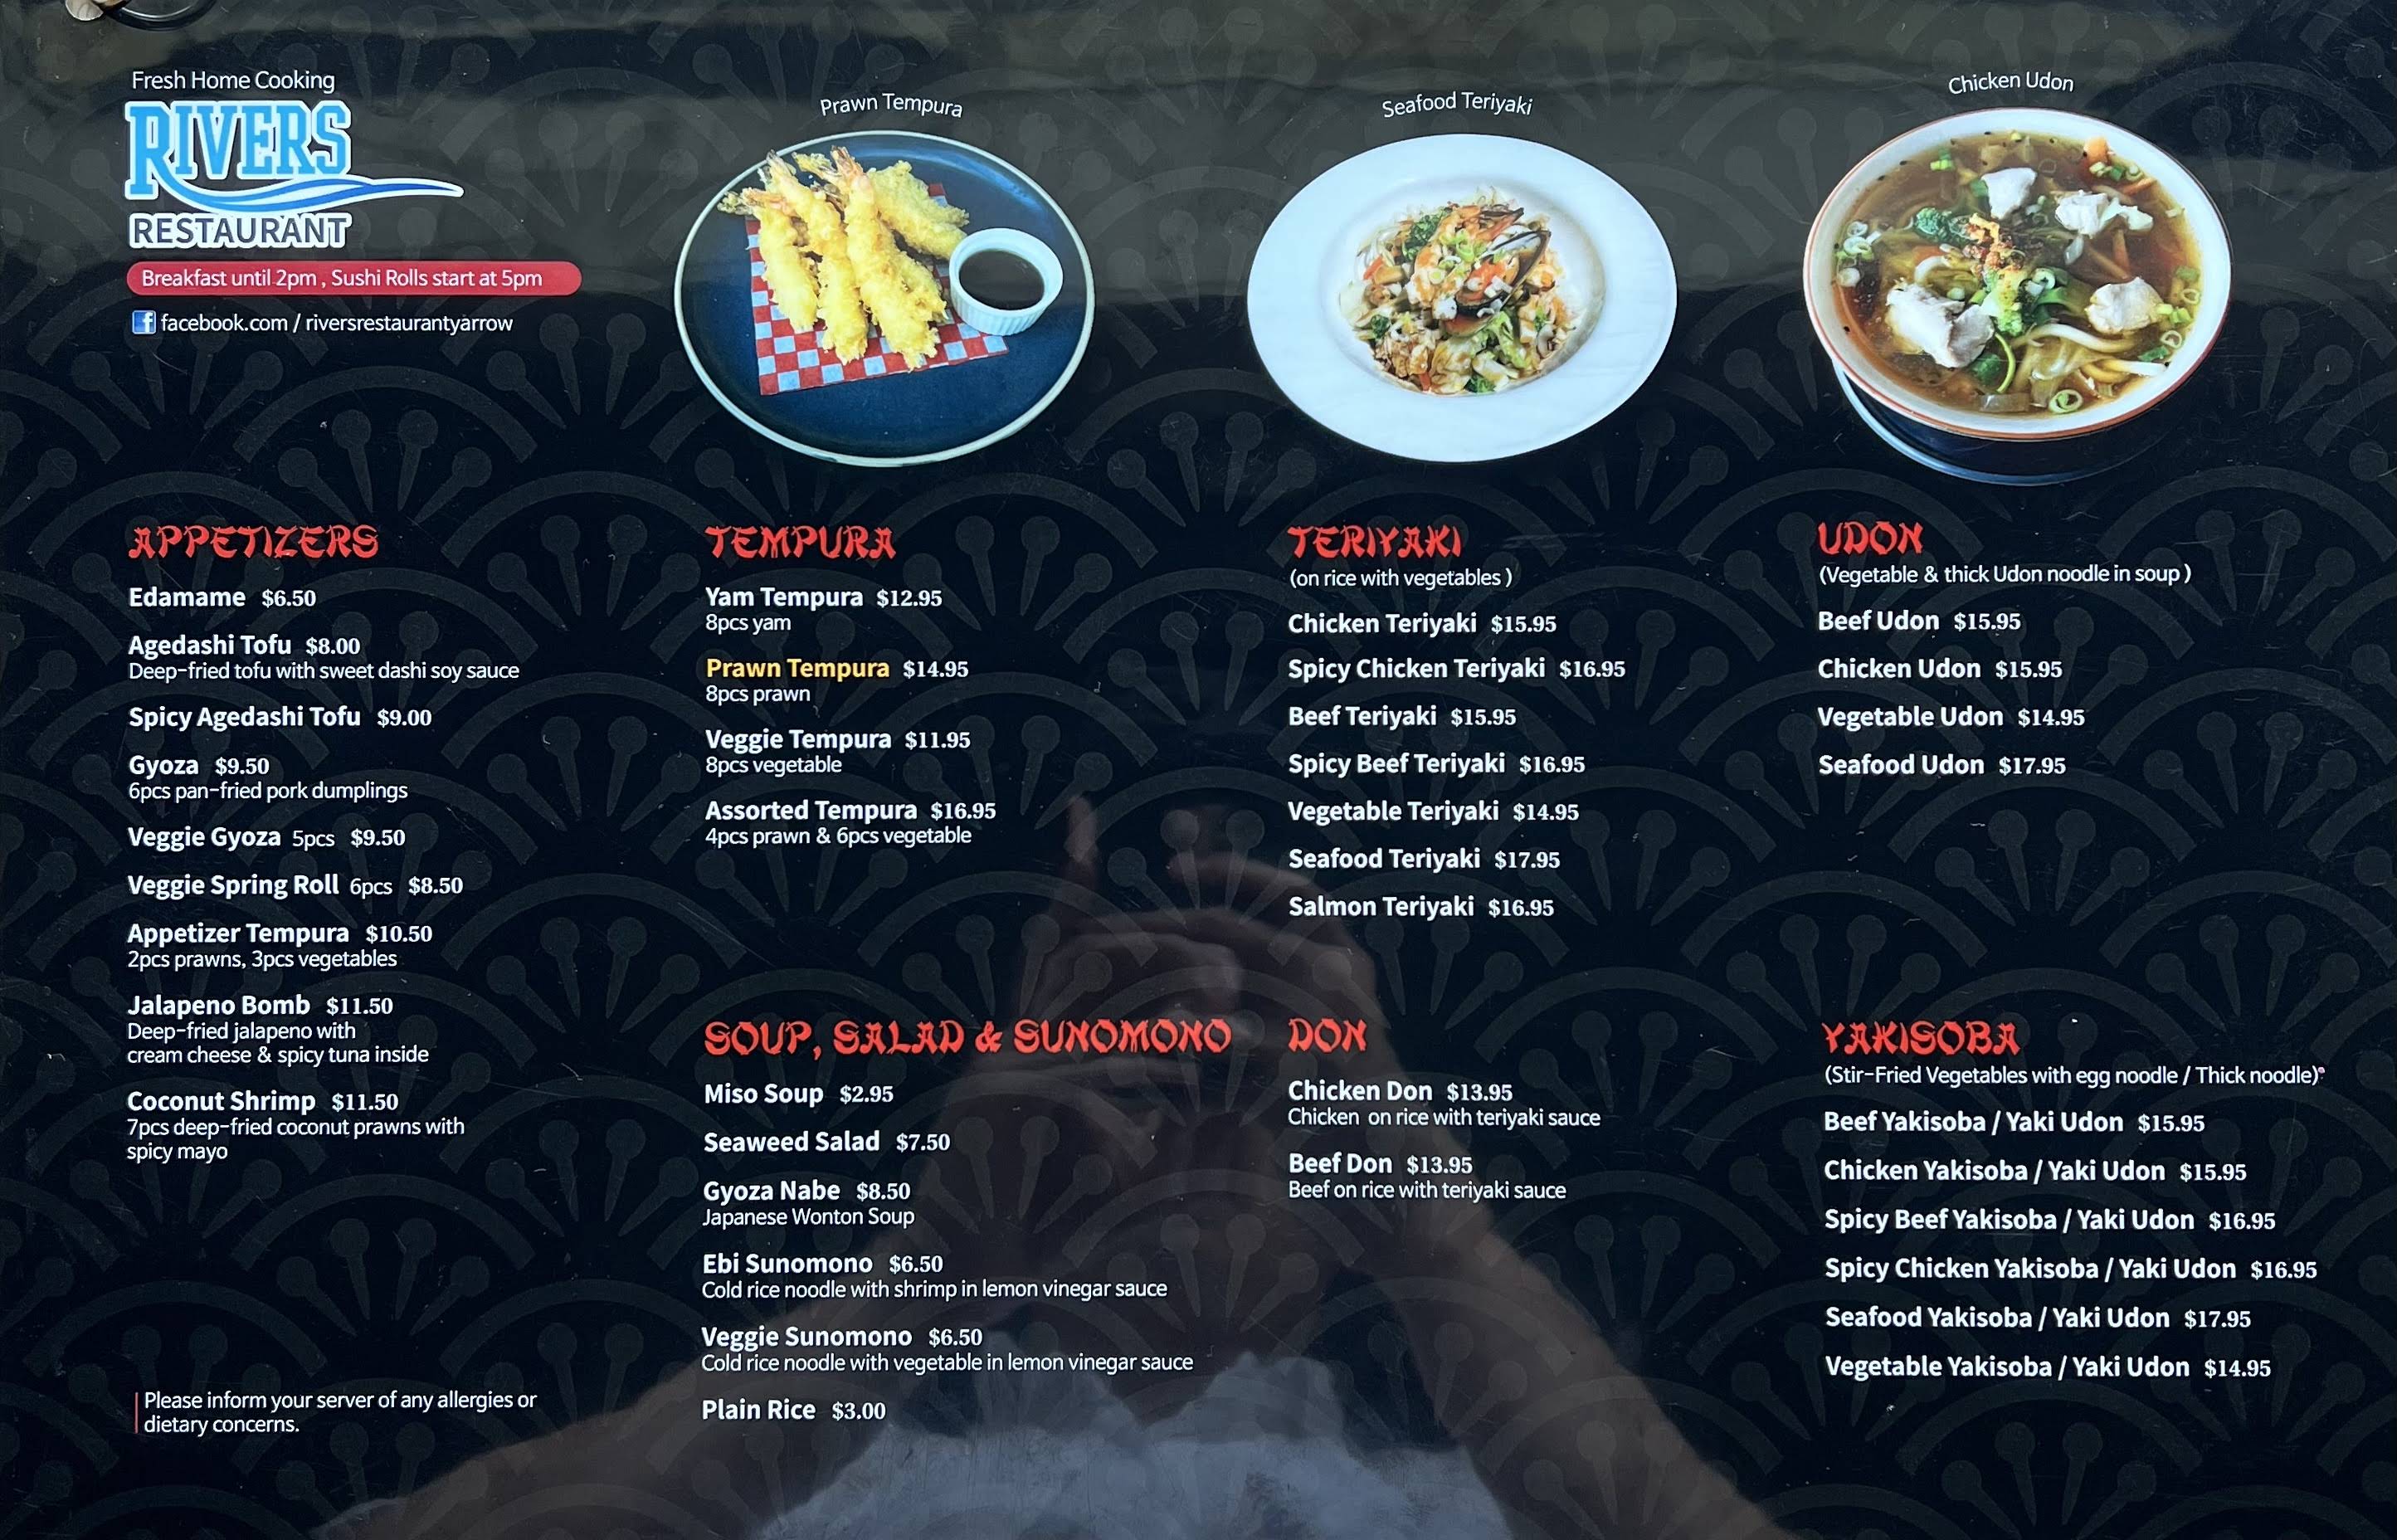 Fresh Home Cooking
RIVERS
RESTAURANT
Breakfast until 2pm , Sushi Rolls start at 5pm
f facebook.com / riversrestaurantyarrow
Prawn Tempura
Seafood Teriyaki
Chicken Udon
APPETIZERS
Edamame $6.50
Agedashi Tofu $8.00
Deep-fried tofu with sweet dashi soy sauce
Spicy Agedashi Tofu $9.00
Gyoza $9.50
6pcs pan-fried pork dumplings
Veggie Gyoza 5pcs $9.50
Veggie Spring Roll 6pcs $8.50
Appetizer Tempura $10.50
2pcs prawns, 3pcs vegetables
Jalapeno Bomb $11.50
Deep-fried jalapeno with
cream cheese & spicy tuna inside
Coconut Shrimp $11.50
7pcs deep-fried coconut prawns with
spicy mayo
Please inform your server of any allergies or
dietary concerns.
TEMPURA
Yam Tempura $12.95
8pcs yam
Prawn Tempura $14.95
8pcs prawn
Veggie Tempura $11.95
8pcs vegetable
Assorted Tempura $16.95
4pcs prawn & 6pcs vegetable
SOUP, SALAD & SUNOMONO
Miso Soup $2.95
Seaweed Salad $7.50
Gyoza Nabe $8.50
Japanese Wonton Soup
Ebi Sunomono $6.50
Cold rice noodle with shrimp in lemon vinegar sauce
Veggie Sunomono $6.50
Cold rice noodle with vegetable in lemon vinegar sauce
Plain Rice $3.00
TERIYAKI
(on rice with vegetables )
Chicken Teriyaki $15.95
Spicy Chicken Teriyaki $16.95
Beef Teriyaki $15.95
Spicy Beef Teriyaki $16.95
Vegetable Teriyaki $14.95
Seafood Teriyaki $17.95
Salmon Teriyaki $16.95
DON
Chicken Don $13.95
Chicken on rice with teriyaki sauce
Beef Don $13.95
Beef on rice with teriyaki sauce
UDON
(Vegetable & thick Udon noodle in soup )
Beef Udon $15.95
Chicken Udon $15.95
Vegetable Udon $14.95
Seafood Udon $17.95
YAKISOBA
(Stir-Fried Vegetables with egg noodle / Thick noodle)
Beef Yakisoba / Yaki Udon $15.95
Chicken Yakisoba / Yaki Udon $15.95
Spicy Beef Yakisoba / Yaki Udon $16.95
Spicy Chicken Yakisoba / Yaki Udon $16.95
Seafood Yakisoba / Yaki Udon $17.95
Vegetable Yakisoba / Yaki Udon $14.95